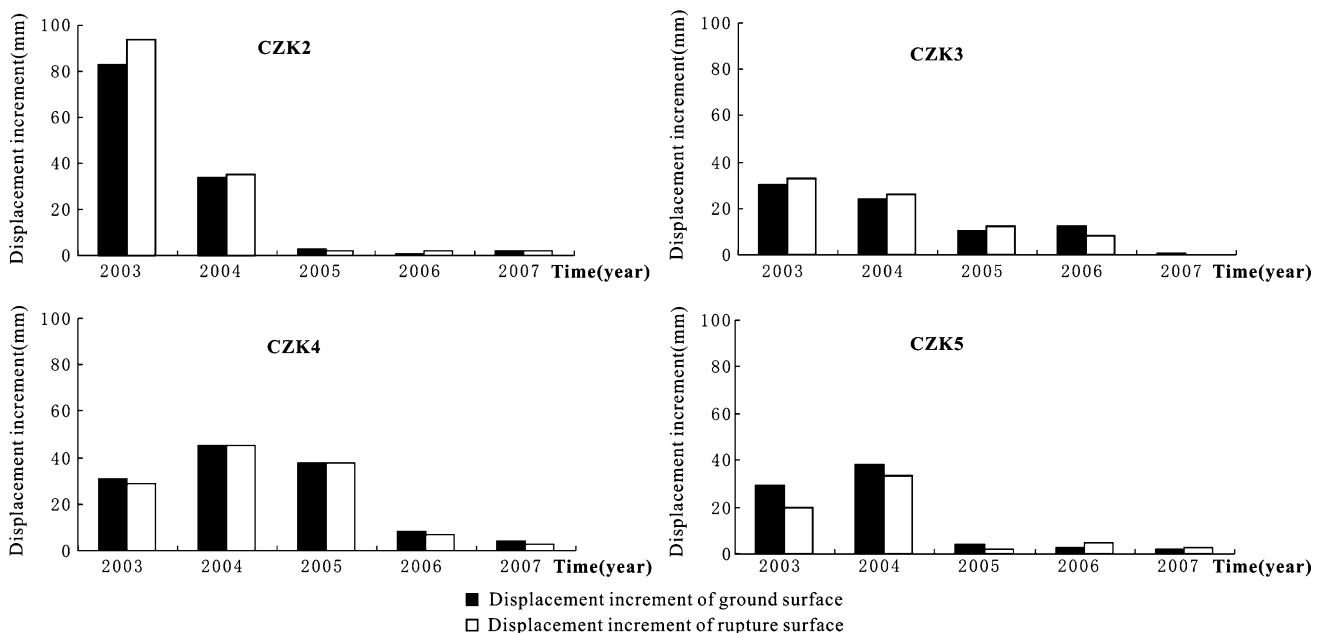 Displacement increment(mm)
CZK2
100
80
60
40
20
0
2003 2004 2005 2006 2007 Time(year)
Displacement increment(mm)
CZK3
100
80
60
40
20
0
2003 2004 2005 2006 2007 Time(year)
Displacement increment(mm)
CZK4
100
80
60
40
20
0
2003 2004 2005 2006 2007 Time(year)
Displacement increment(mm)
CZK5
100
80
60
40
20
0
2003 2004 2005 2006 2007 Time(year)
Displacement increment of ground surface
Displacement increment of rupture surface